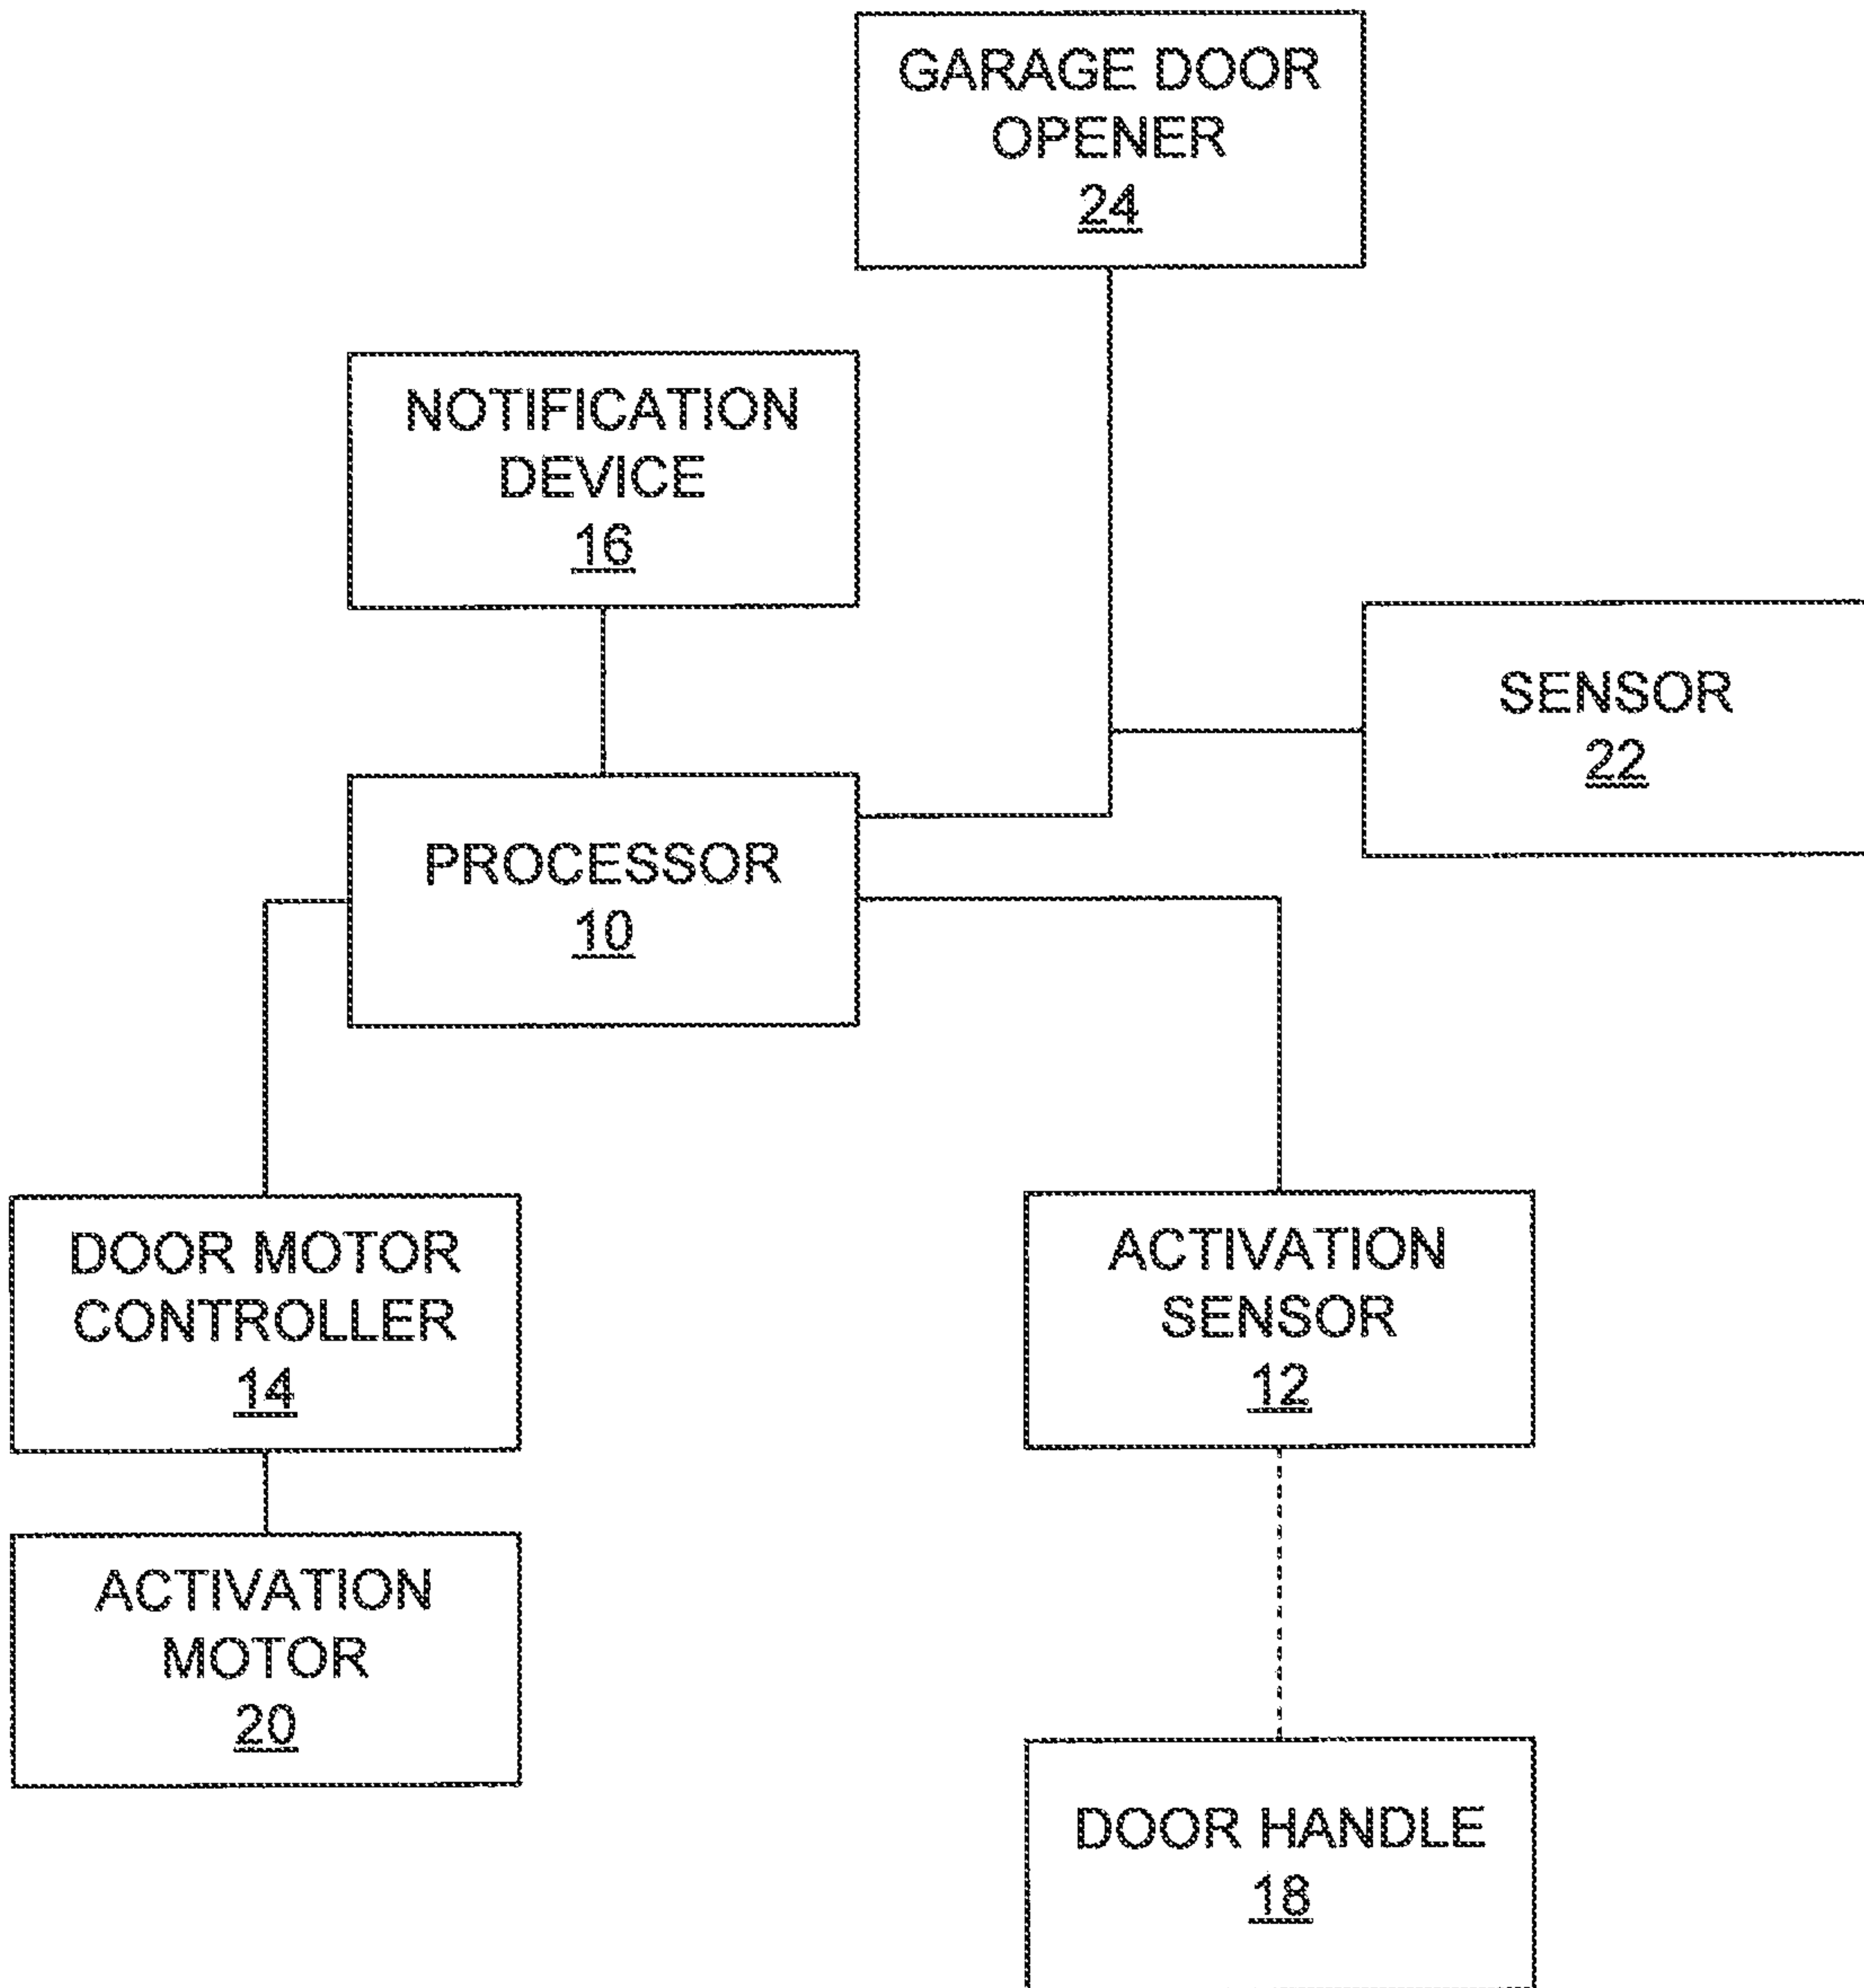 GARAGE DOOR
OPENER
24
NOTIFICATION
DEVICE
16
SENSOR
22
PROCESSOR
10
DOOR MOTOR
CONTROLLER
14
ACTIVATION
SENSOR
12
ACTIVATION
MOTOR
20
DOOR HANDLE
18